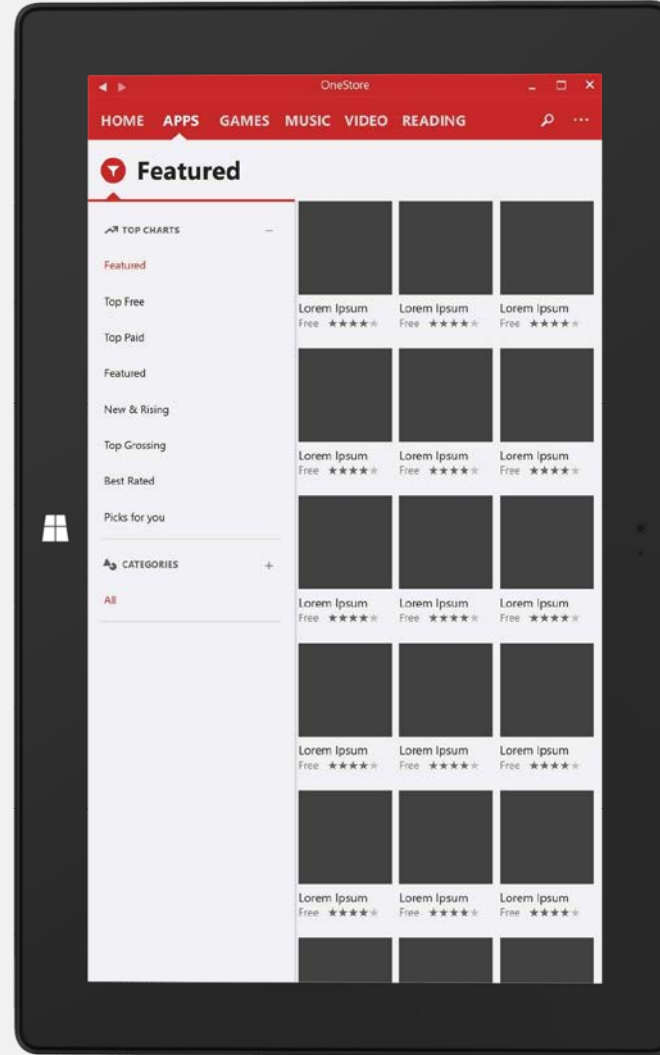 OneStore
HOME APPS GAMES MUSIC VIDEO READING
Featured
TOP CHARTS
Featured
Top Free
Top Paid
Featured
New & Rising
Top Grossing
Best Rated
Picks for you
CATEGORIES
All
Lorem Ipsum Lorem Ipsum Lorem Ipsum
Free ★★★★★ Free ★★★★★ Free ★★★★★
Lorem Ipsum Lorem Ipsum Lorem Ipsum
Free ★★★★★ Free ★★★★★ Free ★★★★★
Lorem Ipsum Lorem Ipsum Lorem Ipsum
Free ★★★★★ Free ★★★★★ Free ★★★★★
Lorem Ipsum Lorem Ipsum Lorem Ipsum
Free ★★★★★ Free ★★★★★ Free ★★★★★
Lorem Ipsum Lorem Ipsum Lorem Ipsum
Free ★★★★★ Free ★★★★★ Free ★★★★★